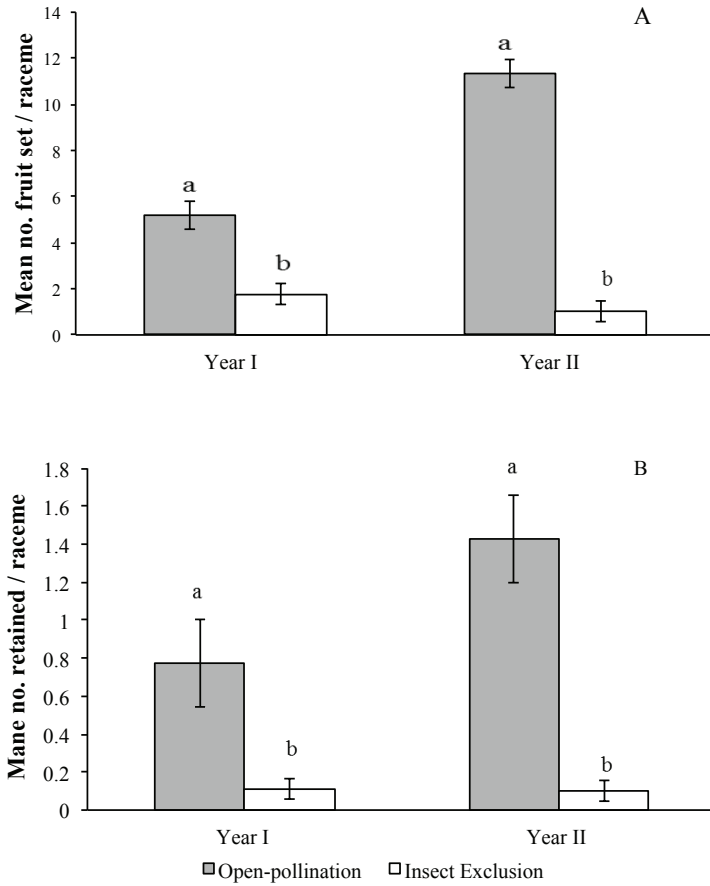 A
Mean no. fruit set / raceme
14
12
10
8
6
4
2
0
a
b
a
b
Year I
Year II
B
Mane no. retained / raceme
1.8
1.6
1.4
1.2
1
0.8
0.6
0.4
0.2
0
a
b
a
b
Year I
Year II
Open-pollination
Insect Exclusion